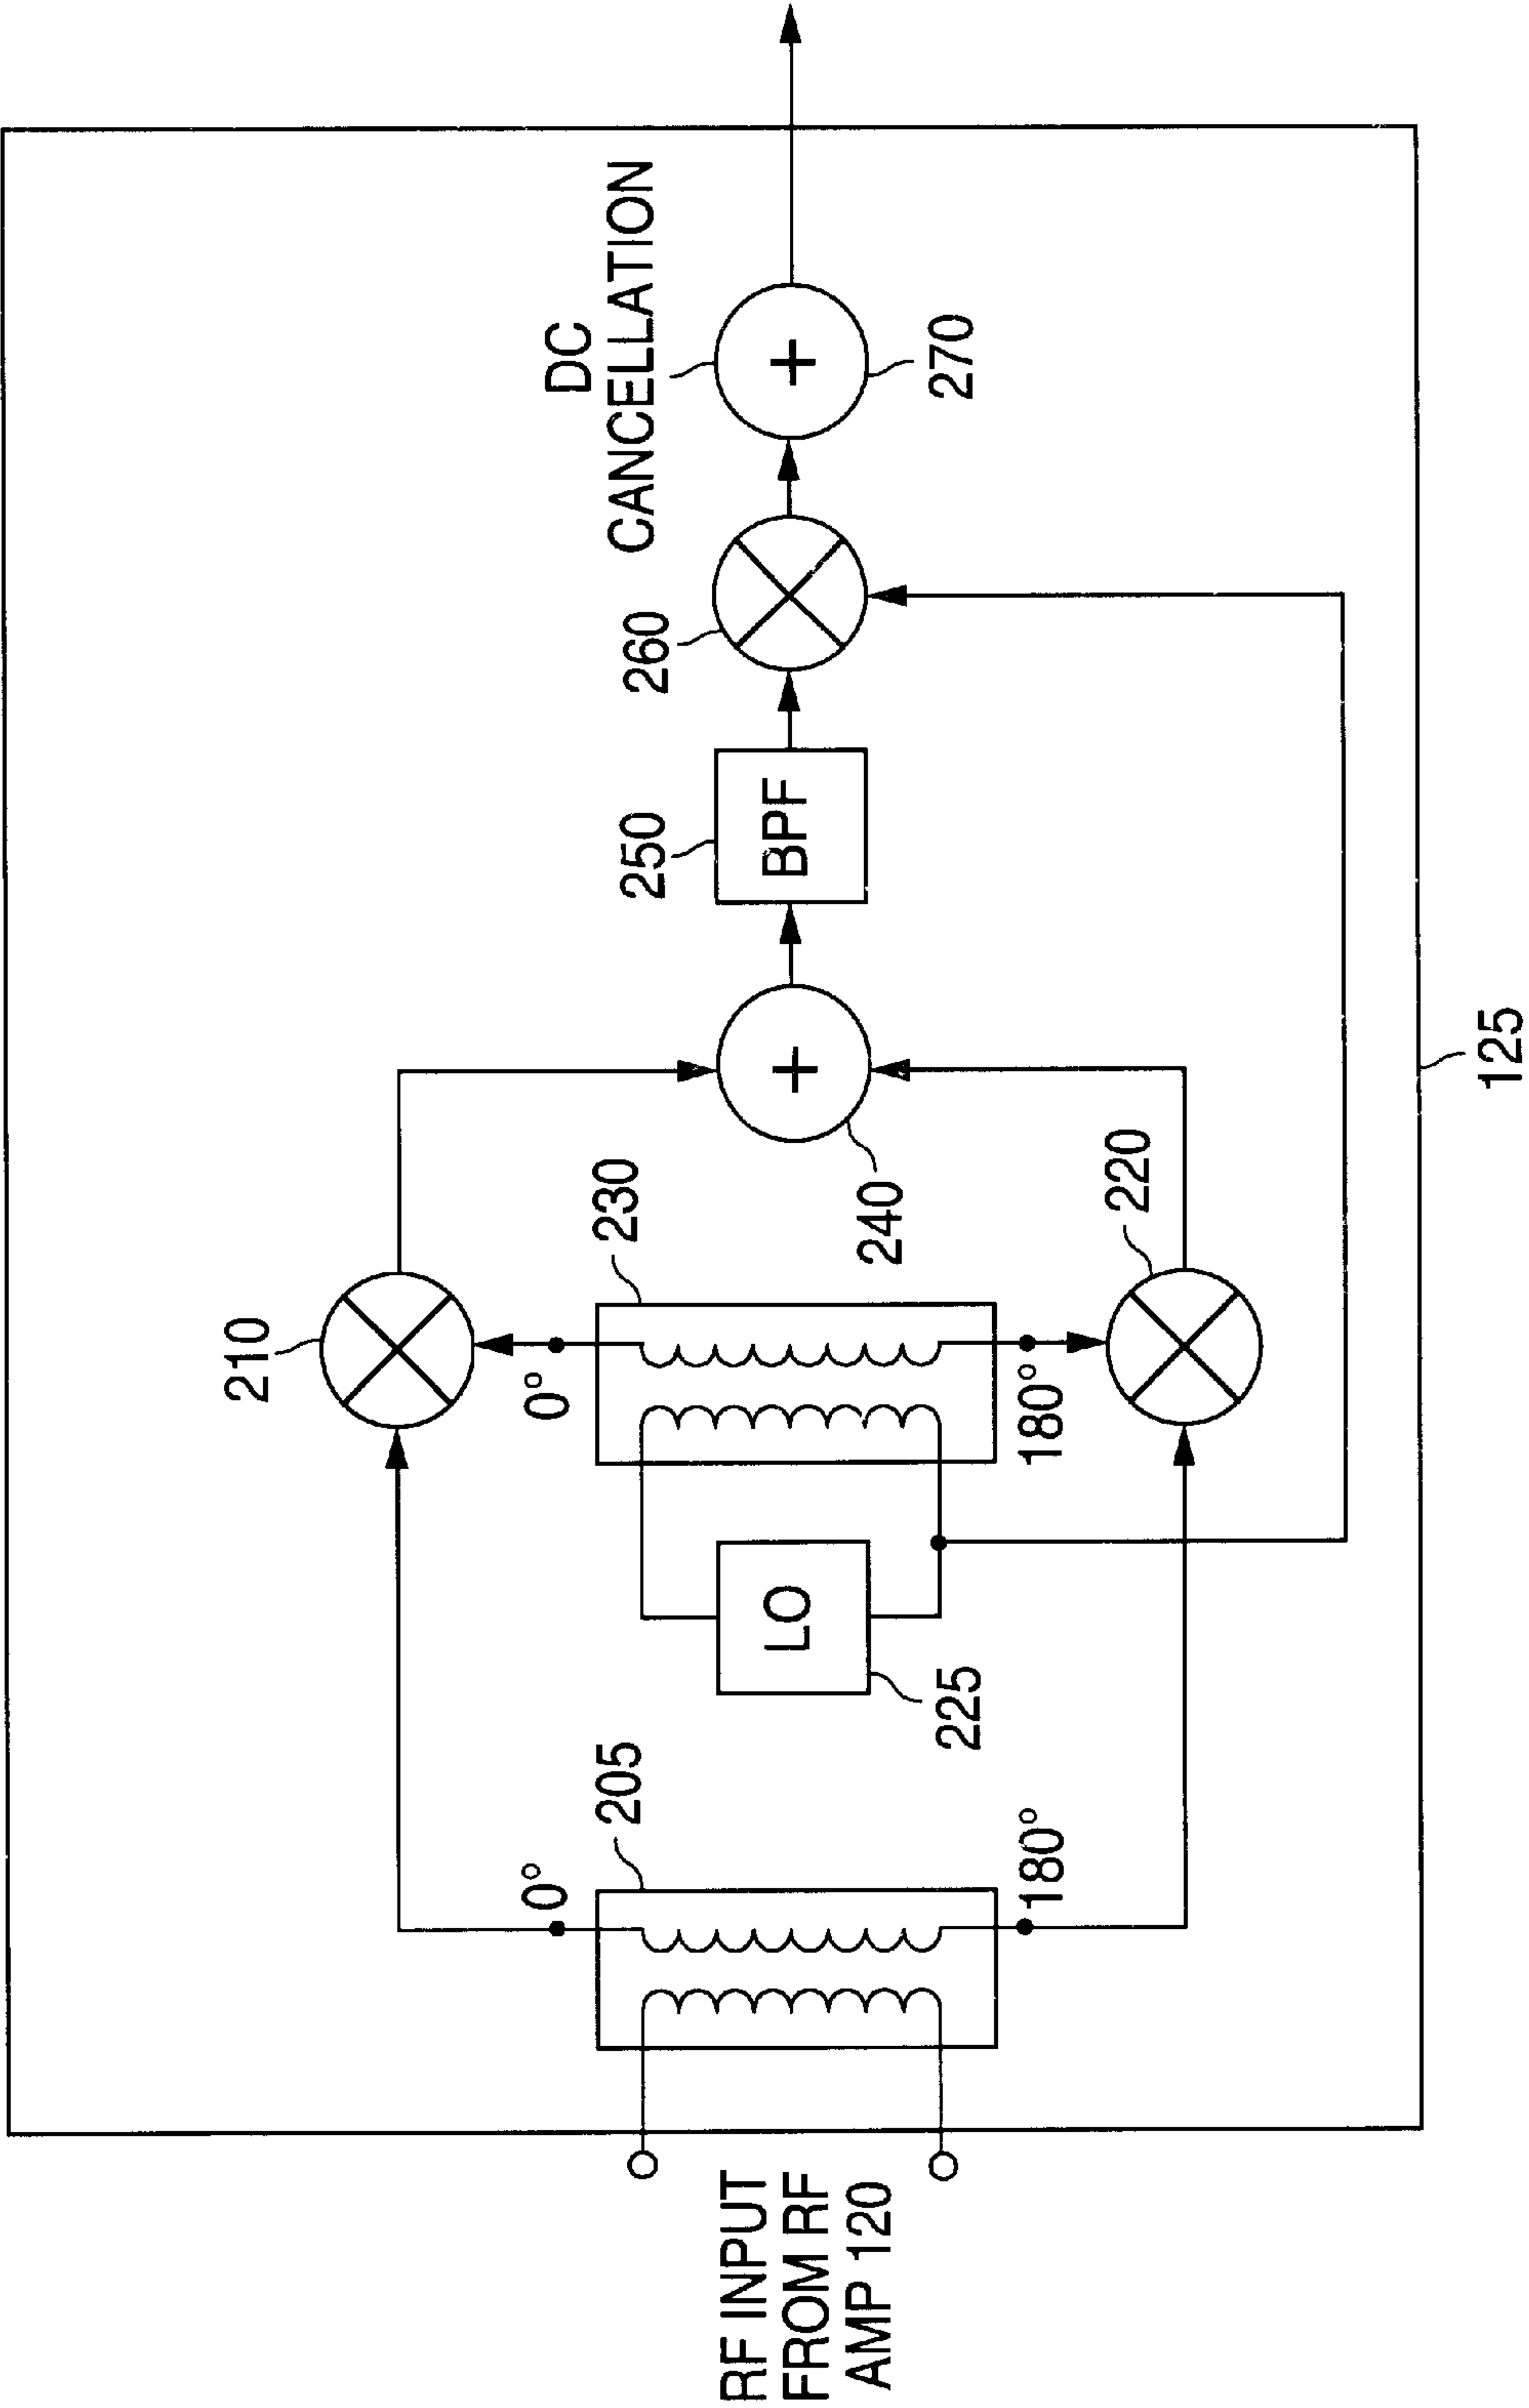 RF INPUT
FROM RF
AMP 120
205
0°
180°
LO
225
230
0°
180°
210
220
+
240
BPF
250
260
DC
CANCELLATION
+
270
125